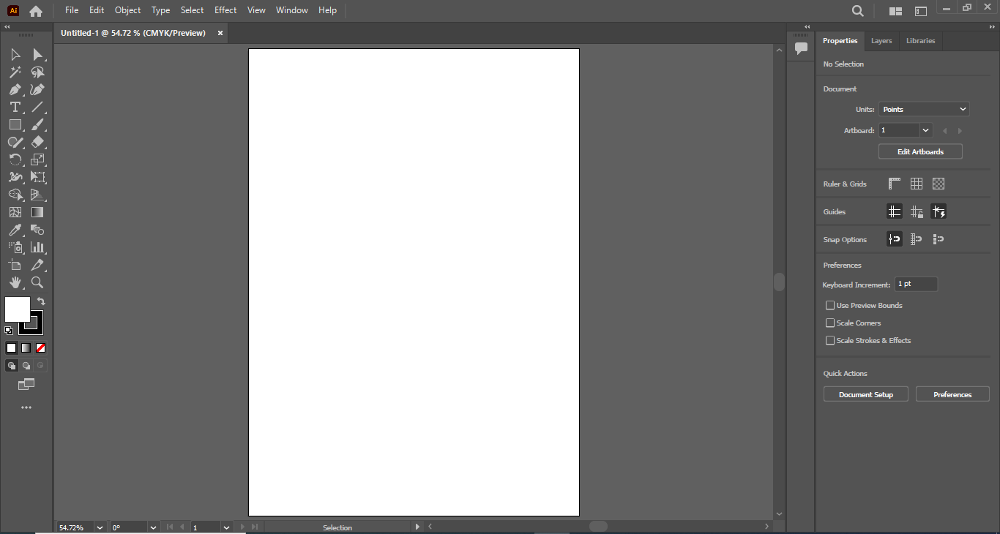 Ai File Edit Object Type Select Effect View Window Help
Untitled-1 @ 54.72 % (CMYK/Preview) ×
Properties Layers Libraries
No Selection
Document
Units: Points
Artboard: 1
Edit Artboards
Ruler & Grids
Guides
Snap Options
Preferences
Keyboard Increment: 1 pt
Use Preview Bounds
Scale Corners
Scale Strokes & Effects
Quick Actions
Document Setup Preferences
54.72% 0° 1 Selection